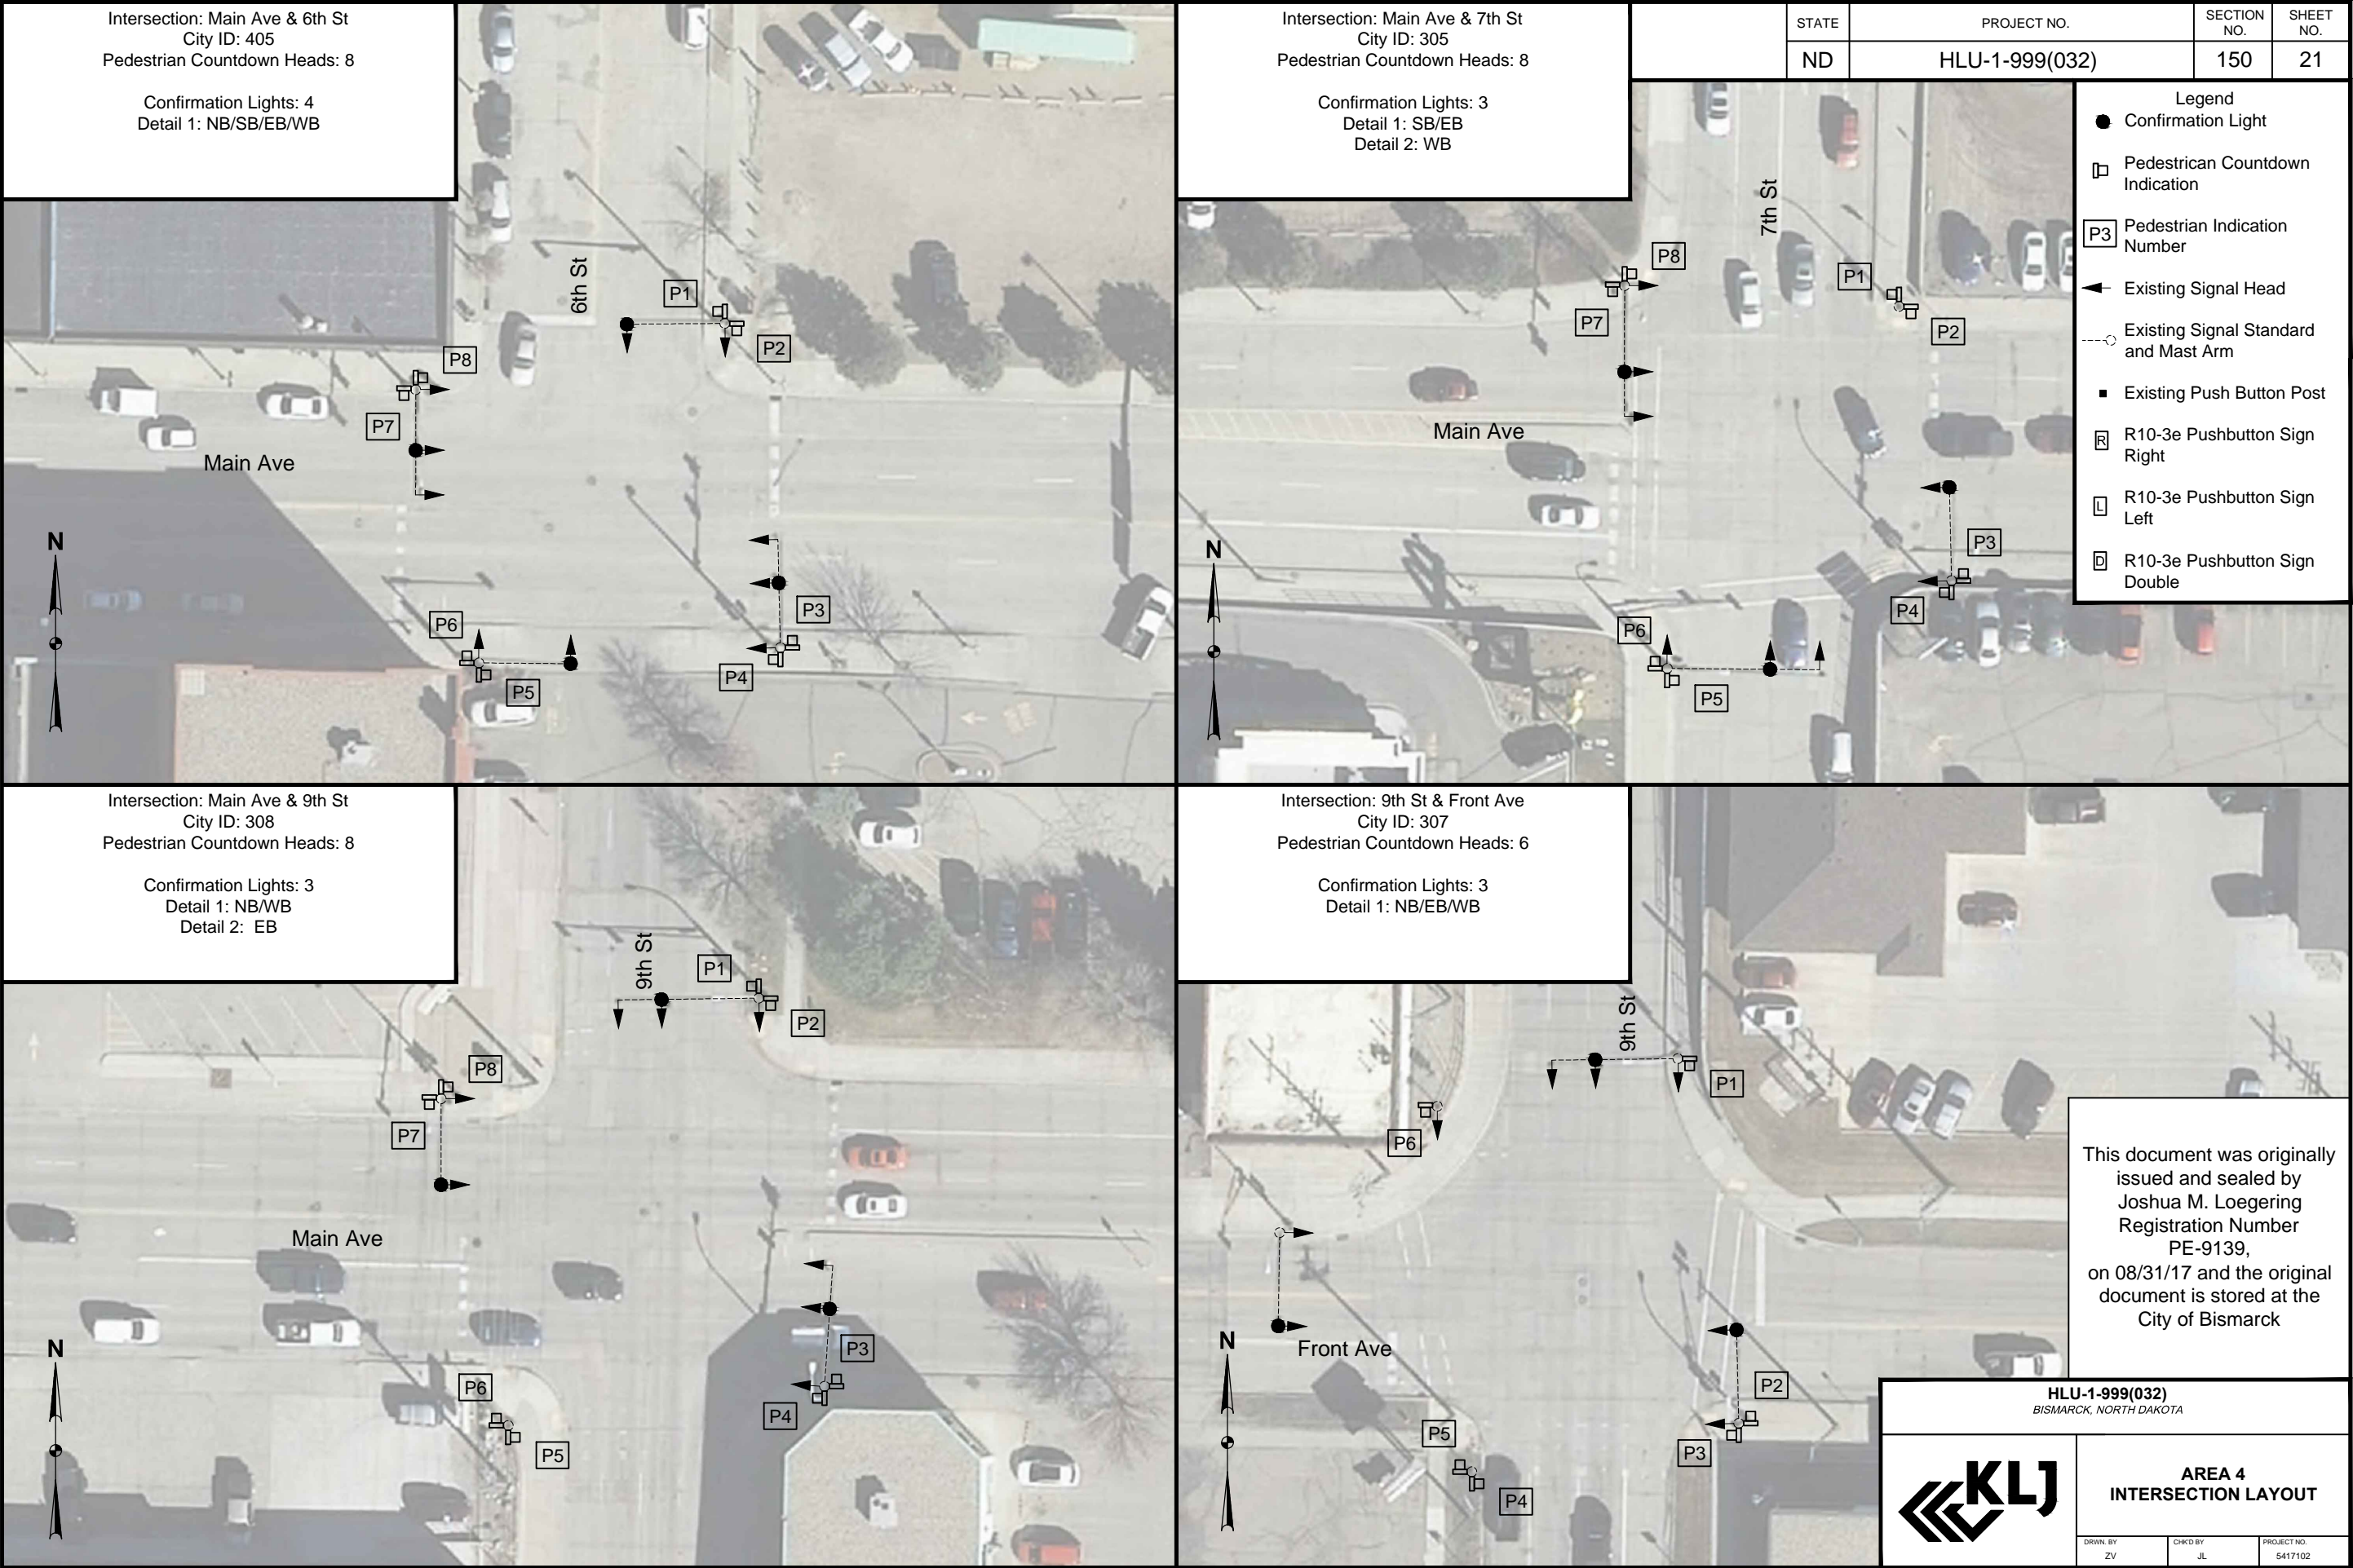 Intersection: Main Ave & 6th St
City ID: 405
Pedestrian Countdown Heads: 8
Confirmation Lights: 4
Detail 1: NB/SB/EB/WB
6th St
P1
P2
P8
P7
Main Ave
N
P3
P6
P4
P5
Intersection: Main Ave & 7th St
City ID: 305
Pedestrian Countdown Heads: 8
Confirmation Lights: 3
Detail 1: SB/EB
Detail 2: WB
7th St
P8
P1
P7
P2
Main Ave
N
P3
P4
P6
P5
STATE
PROJECT NO.
SECTION NO.
SHEET NO.
ND
HLU-1-999(032)
150
21
Legend
Confirmation Light
Pedestrican Countdown
Indication
P3
Pedestrian Indication
Number
Existing Signal Head
Existing Signal Standard
and Mast Arm
Existing Push Button Post
R
R10-3e Pushbutton Sign
Right
L
R10-3e Pushbutton Sign
Left
D
R10-3e Pushbutton Sign
Double
Intersection: Main Ave & 9th St
City ID: 308
Pedestrian Countdown Heads: 8
Confirmation Lights: 3
Detail 1: NB/WB
Detail 2: EB
9th St
P1
P2
P8
P7
Main Ave
N
P3
P6
P4
P5
Intersection: 9th St & Front Ave
City ID: 307
Pedestrian Countdown Heads: 6
Confirmation Lights: 3
Detail 1: NB/EB/WB
9th St
P1
P6
N
Front Ave
P2
P5
P3
P4
This document was originally
issued and sealed by
Joshua M. Loegering
Registration Number
PE-9139,
on 08/31/17 and the original
document is stored at the
City of Bismarck
HLU-1-999(032)
BISMARCK, NORTH DAKOTA
KLJ
AREA 4
INTERSECTION LAYOUT
DRWN. BY
ZV
CHK'D BY
JL
PROJECT NO.
5417102